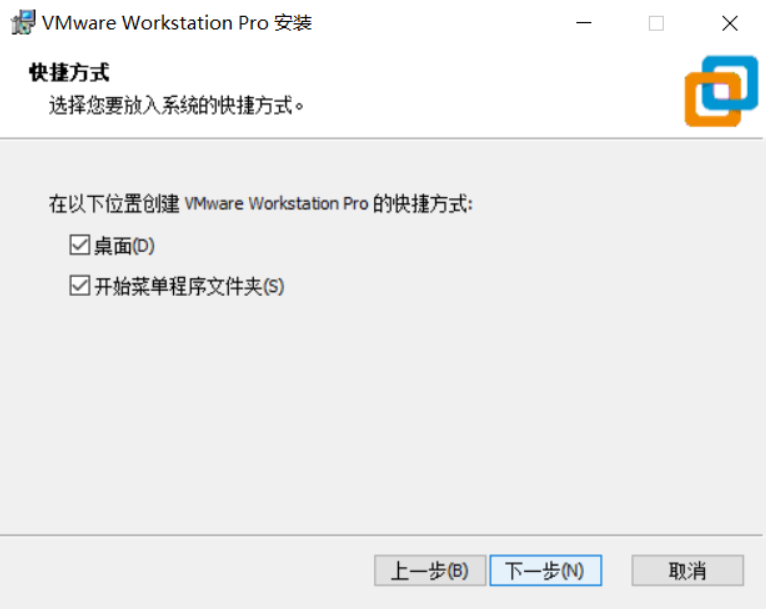 VMware Workstation Pro 安装
快捷方式
选择您要放入系统的快捷方式。
在以下位置创建 VMware Workstation Pro 的快捷方式:
桌面(D)
开始菜单程序文件夹(S)
上一步(B) 下一步(N) 取消